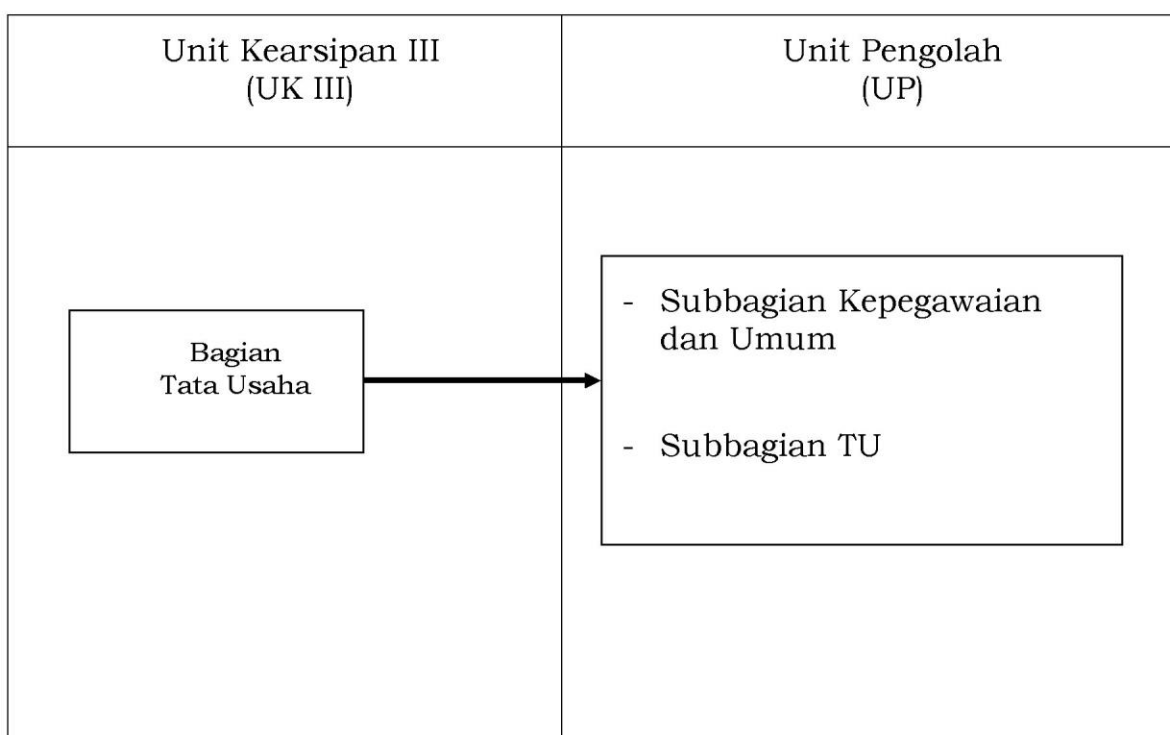 Unit Kearsipan III
(UK III)
Unit Pengolah
(UP)
Bagian
Tata Usaha
- Subbagian Kepegawaian
dan Umum
- Subbagian TU